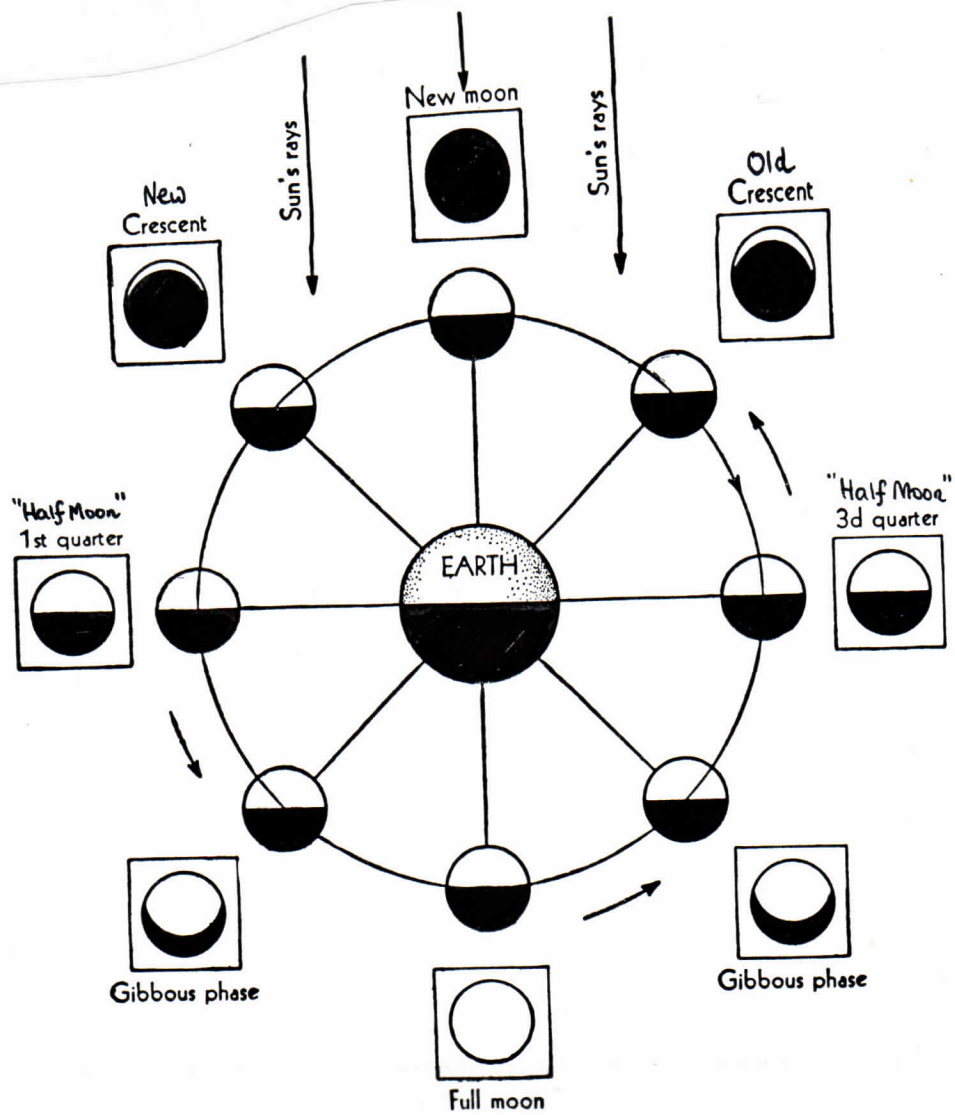 New moon
Sun's rays
Sun's rays
New
Crescent
Old
Crescent
"Half Moon"
1st quarter
"Half Moon"
3d quarter
EARTH
Gibbous phase
Gibbous phase
Full moon